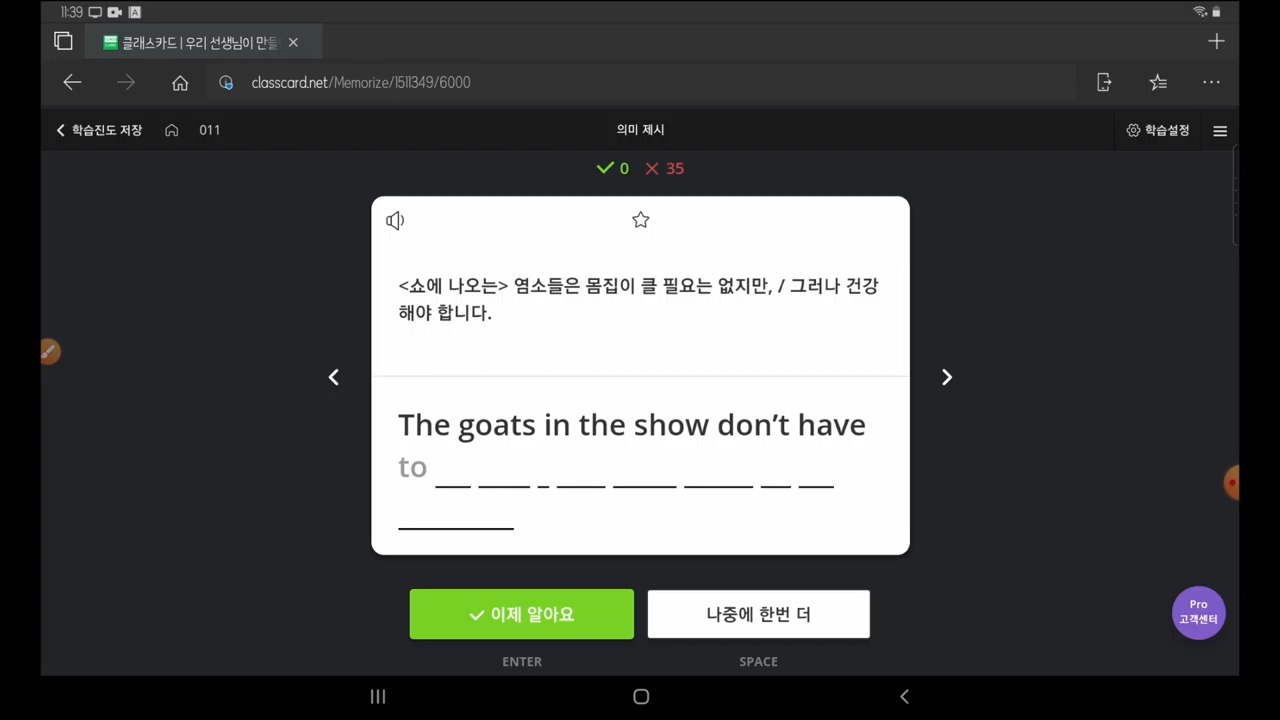 11:39
클래스카드 | 우리 선생님이 만들
classcard.net/Memorize/1511349/6000
학습진도 저장 011 의미 제시 학습설정
0 35
<쇼에 나오는> 염소들은 몸집이 클 필요는 없지만, / 그러나 건강
해야 합니다.
The goats in the show don’t have
to
이제 알아요 나중에 한번 더
ENTER SPACE
Pro
고객센터